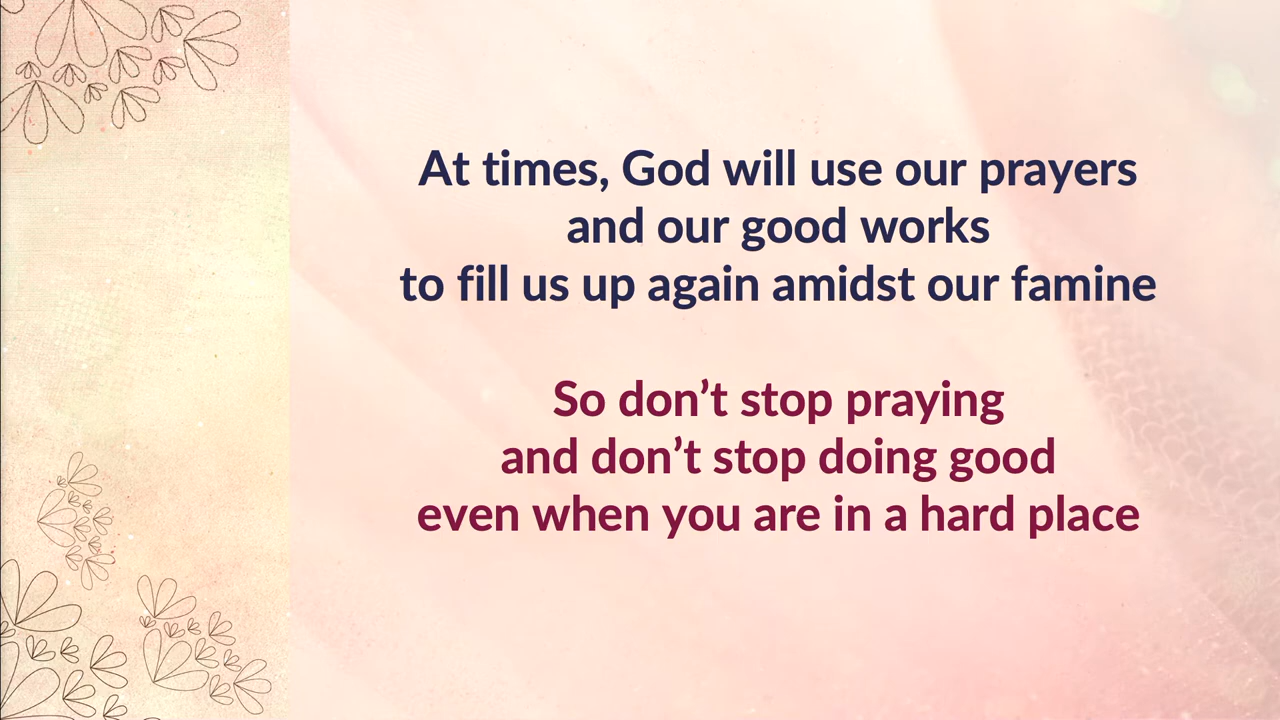 At times, God will use our prayers
and our good works
to fill us up again amidst our famine
So don’t stop praying
and don’t stop doing good
even when you are in a hard place